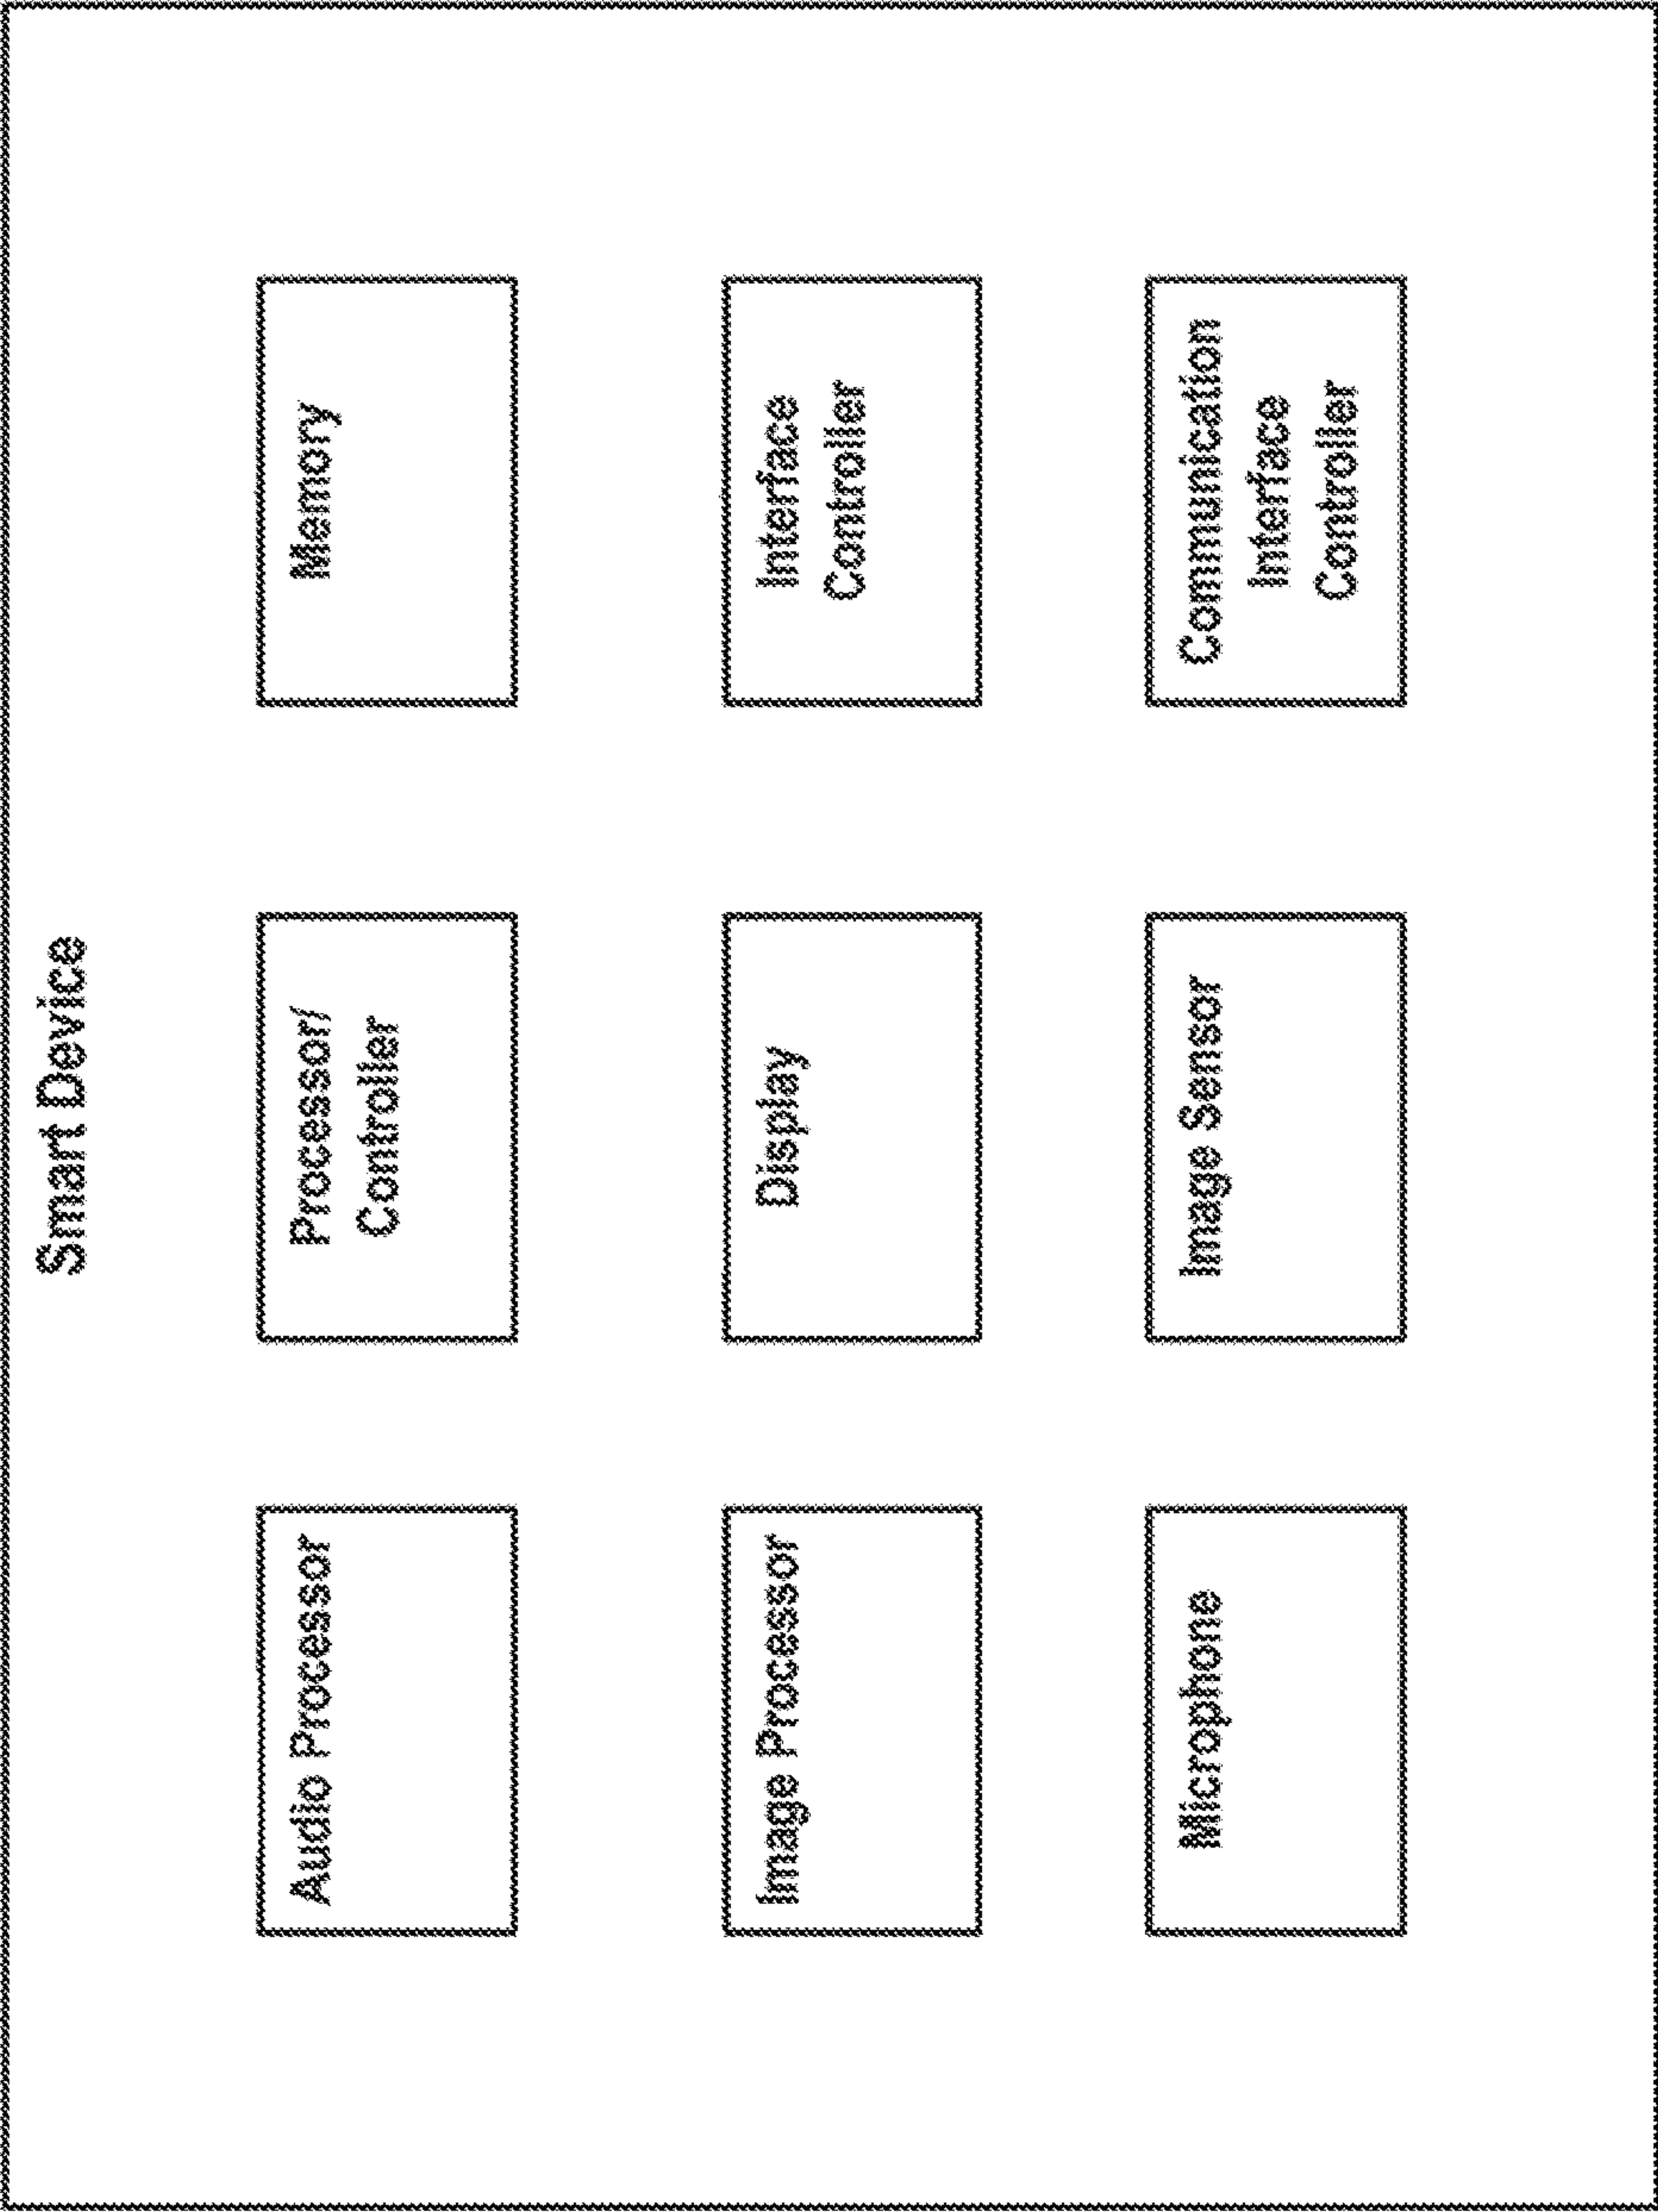 Smart Device
Audio Processor
Processor/
Controller
Memory
Image Processor
Display
Interface
Controller
Microphone
Image Sensor
Communication
Interface
Controller